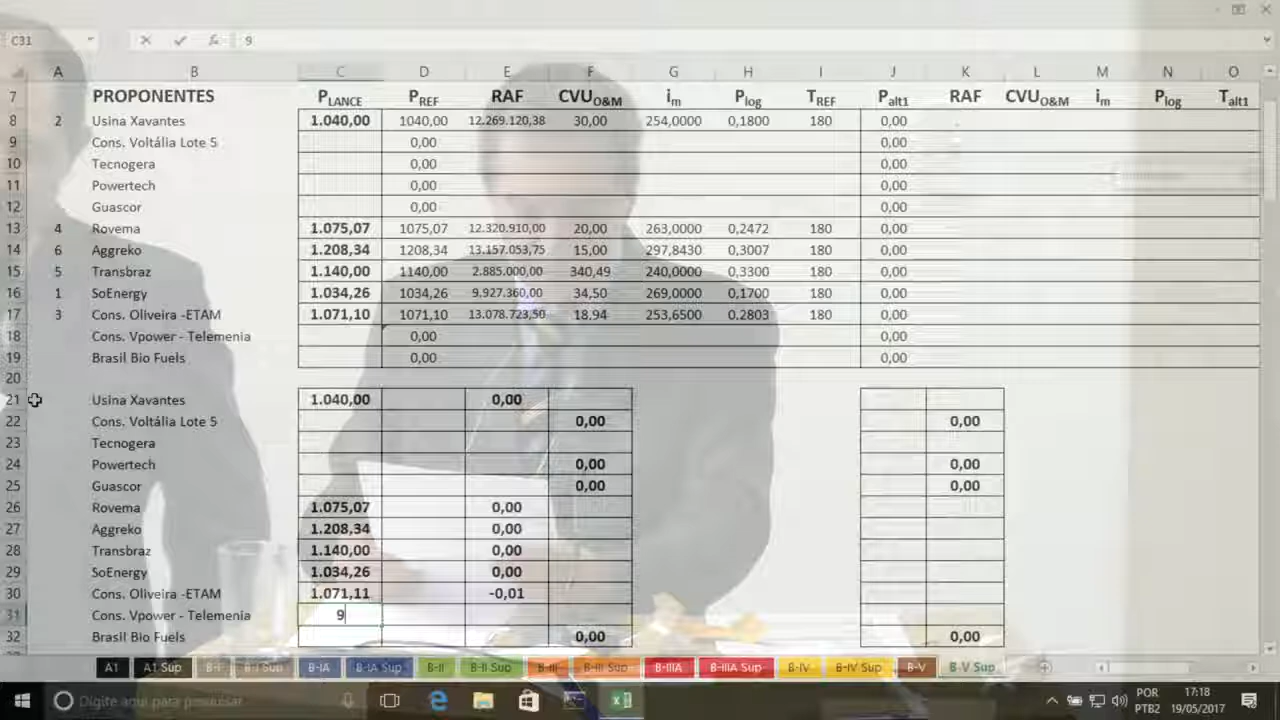 C31 9
A B C D E F G H I J K L M N O
7 PROPONENTES PLANCE PREF RAF CVUO&M im Plog TREF Palt1 RAF CVUO&M im Plog Talt1
8 2 Usina Xavantes 1.040,00 1040,00 12.269.120,38 30,00 254,0000 0,1800 180 0,00
9 Cons. Voltália Lote 5 0,00 0,00
10 Tecnogera 0,00 0,00
11 Powertech 0,00 0,00
12 Guascor 0,00 0,00
13 4 Rovema 1.075,07 1075,07 12.320.910,00 20,00 263,0000 0,2472 180 0,00
14 6 Aggreko 1.208,34 1208,34 13.157.053,75 15,00 297,8430 0,3007 180 0,00
15 5 Transbraz 1.140,00 1140,00 2.885.000,00 340,49 240,0000 0,3300 180 0,00
16 1 SoEnergy 1.034,26 1034,26 9.927.360,00 34,50 269,0000 0,1700 180 0,00
17 3 Cons. Oliveira -ETAM 1.071,10 1071,10 13.078.723,50 18,94 253,6500 0,2803 180 0,00
18 Cons. Vpower - Telemenia 0,00 0,00
19 Brasil Bio Fuels 0,00 0,00
20
21 Usina Xavantes 1.040,00 0,00
22 Cons. Voltália Lote 5 0,00 0,00
23 Tecnogera
24 Powertech 0,00 0,00
25 Guascor 0,00 0,00
26 Rovema 1.075,07 0,00
27 Aggreko 1.208,34 0,00
28 Transbraz 1.140,00 0,00
29 SoEnergy 1.034,26 0,00
30 Cons. Oliveira -ETAM 1.071,11 -0,01
31 Cons. Vpower - Telemenia 9
32 Brasil Bio Fuels 0,00 0,00
A1 A1 Sup B-I B-I Sup B-IA B-IA Sup B-II B-II Sup B-III B-III Sup B-IIIA B-IIIA Sup B-IV B-IV Sup B-V B-V Sup
Digite aqui para pesquisar POR 17:18
PTB2 19/05/2017